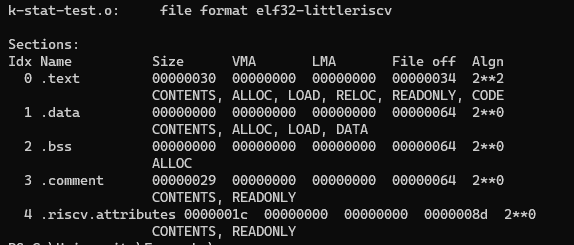 k-stat-test.o:     file format elf32-littleriscv
Sections:
Idx Name          Size      VMA       LMA       File off  Algn
  0 .text         00000030  00000000  00000000  00000034  2**2
                  CONTENTS, ALLOC, LOAD, RELOC, READONLY, CODE
  1 .data         00000000  00000000  00000000  00000064  2**0
                  CONTENTS, ALLOC, LOAD, DATA
  2 .bss          00000000  00000000  00000000  00000064  2**0
                  ALLOC
  3 .comment      00000029  00000000  00000000  00000064  2**0
                  CONTENTS, READONLY
  4 .riscv.attributes 0000001c  00000000  00000000  0000008d  2**0
                  CONTENTS, READONLY